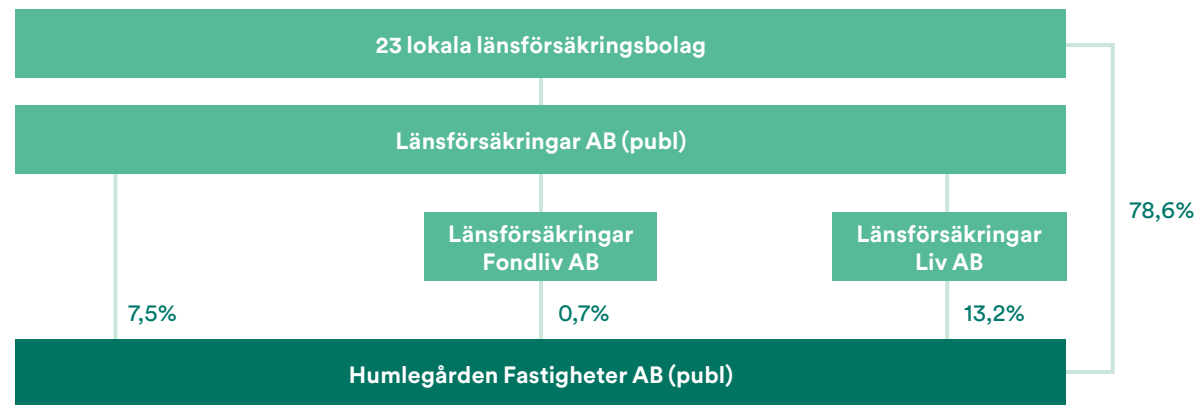 23 lokala länsförsäkringsbolag
Länsförsäkringar AB (publ)
78,6%
Länsförsäkringar
Fondliv AB
Länsförsäkringar
Liv AB
7,5%
0,7%
13,2%
Humlegården Fastigheter AB (publ)